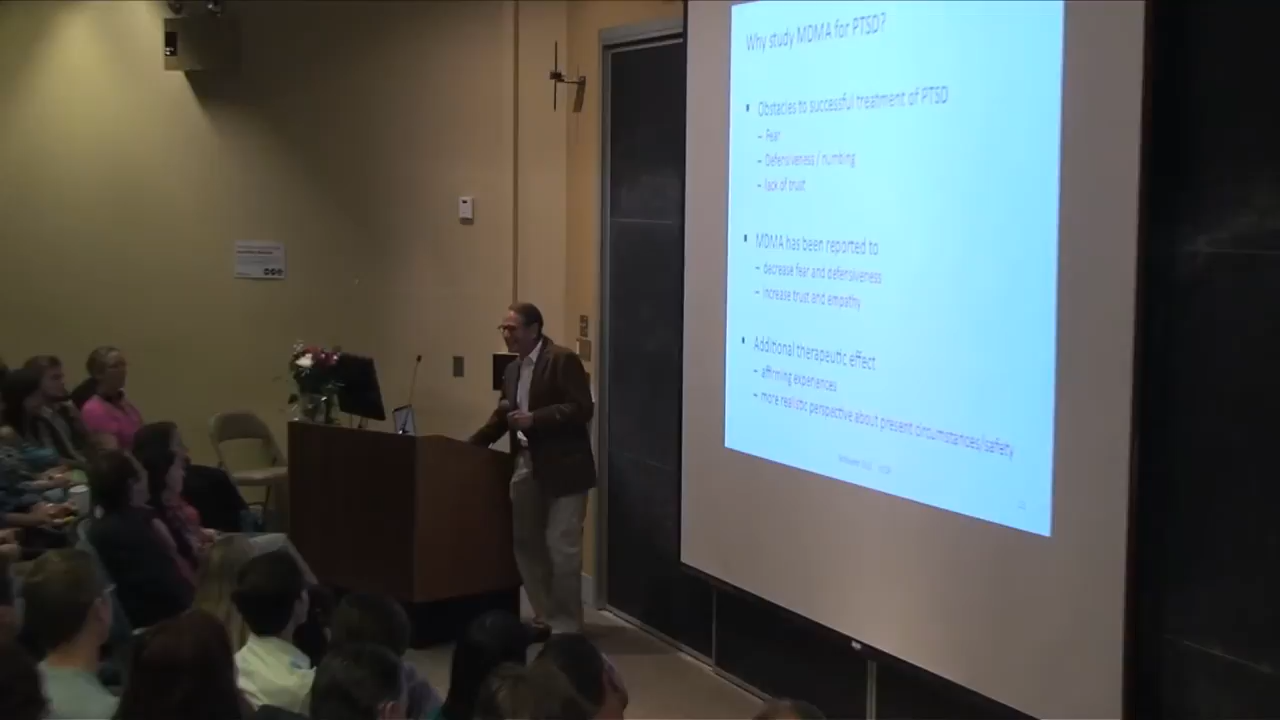 Why study MDMA for PTSD?
▪ Obstacles to successful treatment of PTSD
– Fear
– Defensiveness / numbing
– lack of trust
▪ MDMA has been reported to
– decrease fear and defensiveness
– increase trust and empathy
▪ Additional therapeutic effect
– affirming experiences
– more realistic perspective about present circumstances/safety